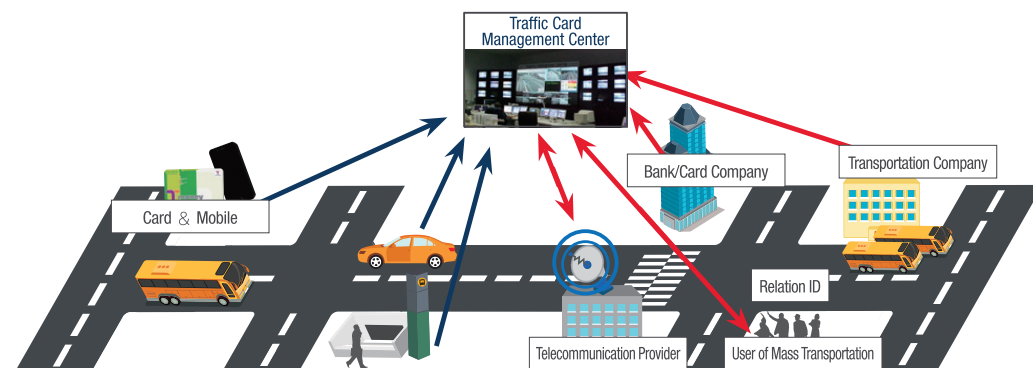 Traffic Card
Management Center
Bank/Card Company
Transportation Company
Card & Mobile
Relation ID
Telecommunication Provider
User of Mass Transportation